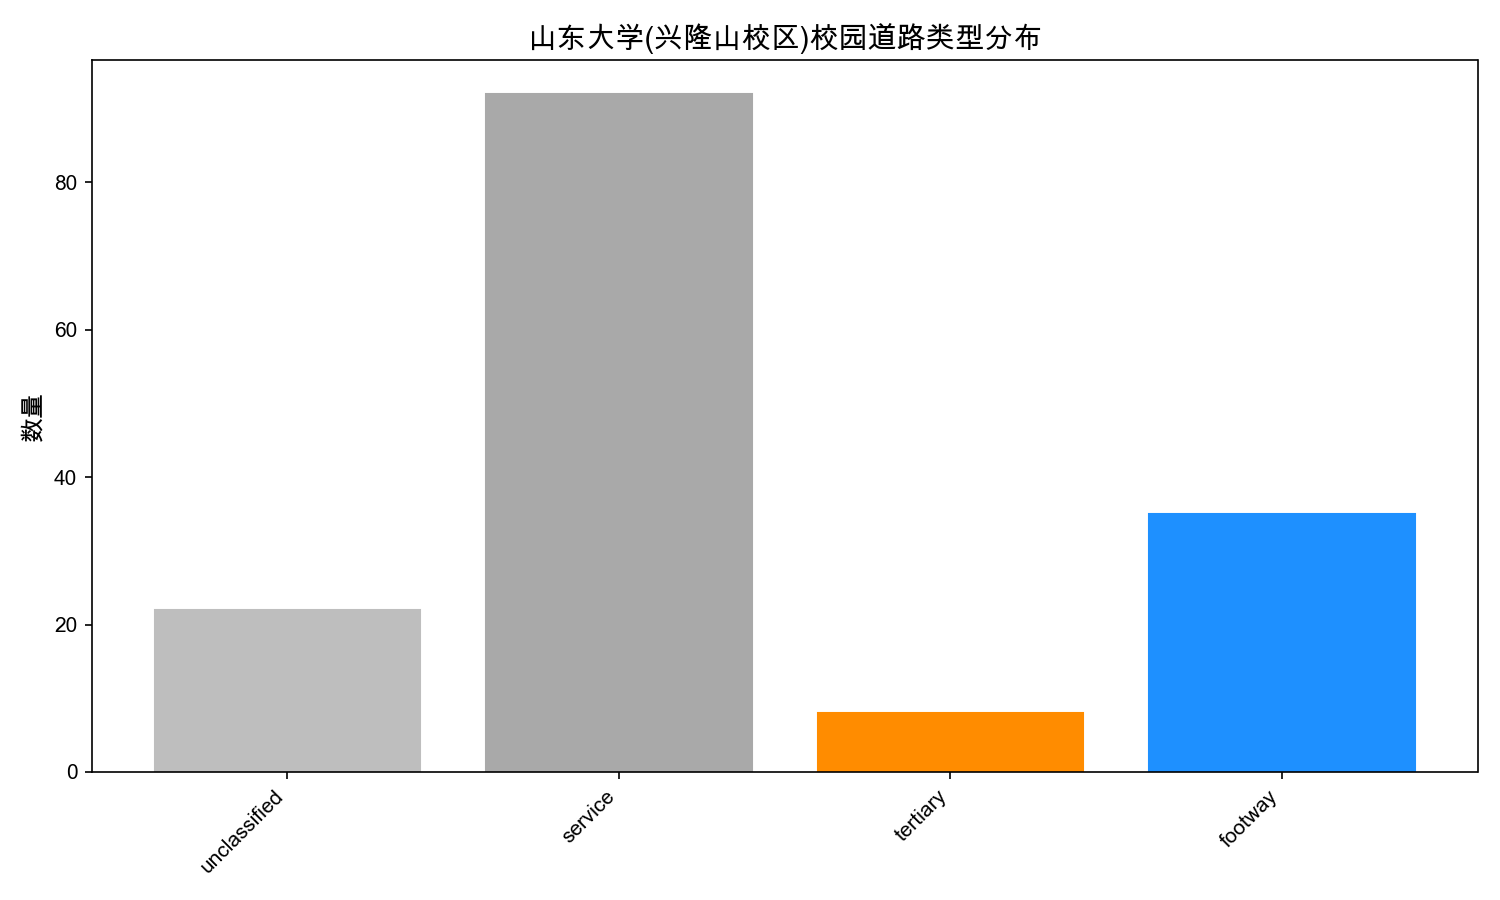 山东大学(兴隆山校区)校园道路类型分布
数量
80
60
40
20
0
unclassified
service
tertiary
footway